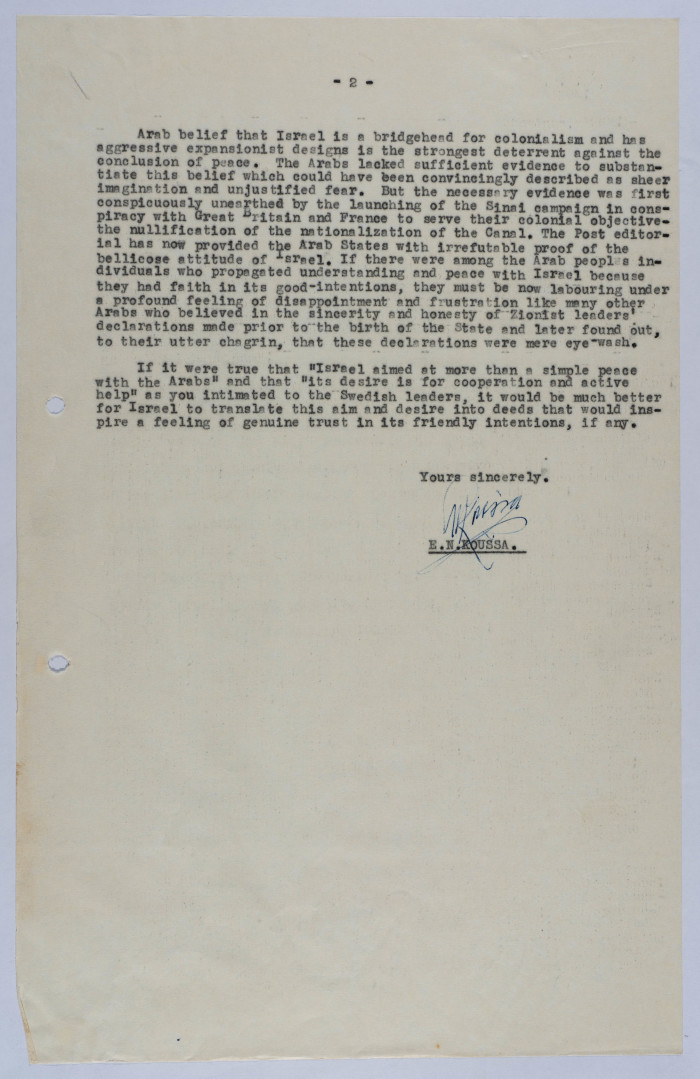 - 2 -
Arab belief that Israel is a bridgehead for colonialism and has
aggressive expansionist designs is the strongest deterrent against the
conclusion of peace. The Arabs lacked sufficient evidence to substan-
tiate this belief which could have been convincingly described as sheer
imagination and unjustified fear. But the necessary evidence was first
conspicuously unearthed by the launching of the Sinai campaign in cons-
piracy with Great Britain and France to serve their colonial objective-
the nullification of the nationalization of the Canal. The Post editor-
ial has now provided the Arab States with irrefutable proof of the
bellicose attitude of Israel. If there were among the Arab peoples in-
dividuals who propagated understanding and peace with Israel because
they had faith in its good-intentions, they must be now labouring under
a profound feeling of disappointment and frustration like many other
Arabs who believed in the sincerity and honesty of Zionist leaders'
declarations made prior to the birth of the State and later found out,
to their utter chagrin, that these declarations were mere eye-wash.
If it were true that "Israel aimed at more than a simple peace
with the Arabs" and that "its desire is for cooperation and active
help" as you intimated to the Swedish leaders, it would be much better
for Israel to translate this aim and desire into deeds that would ins-
pire a feeling of genuine trust in its friendly intentions, if any.
Yours sincerely.
E.N.KOUSSA.